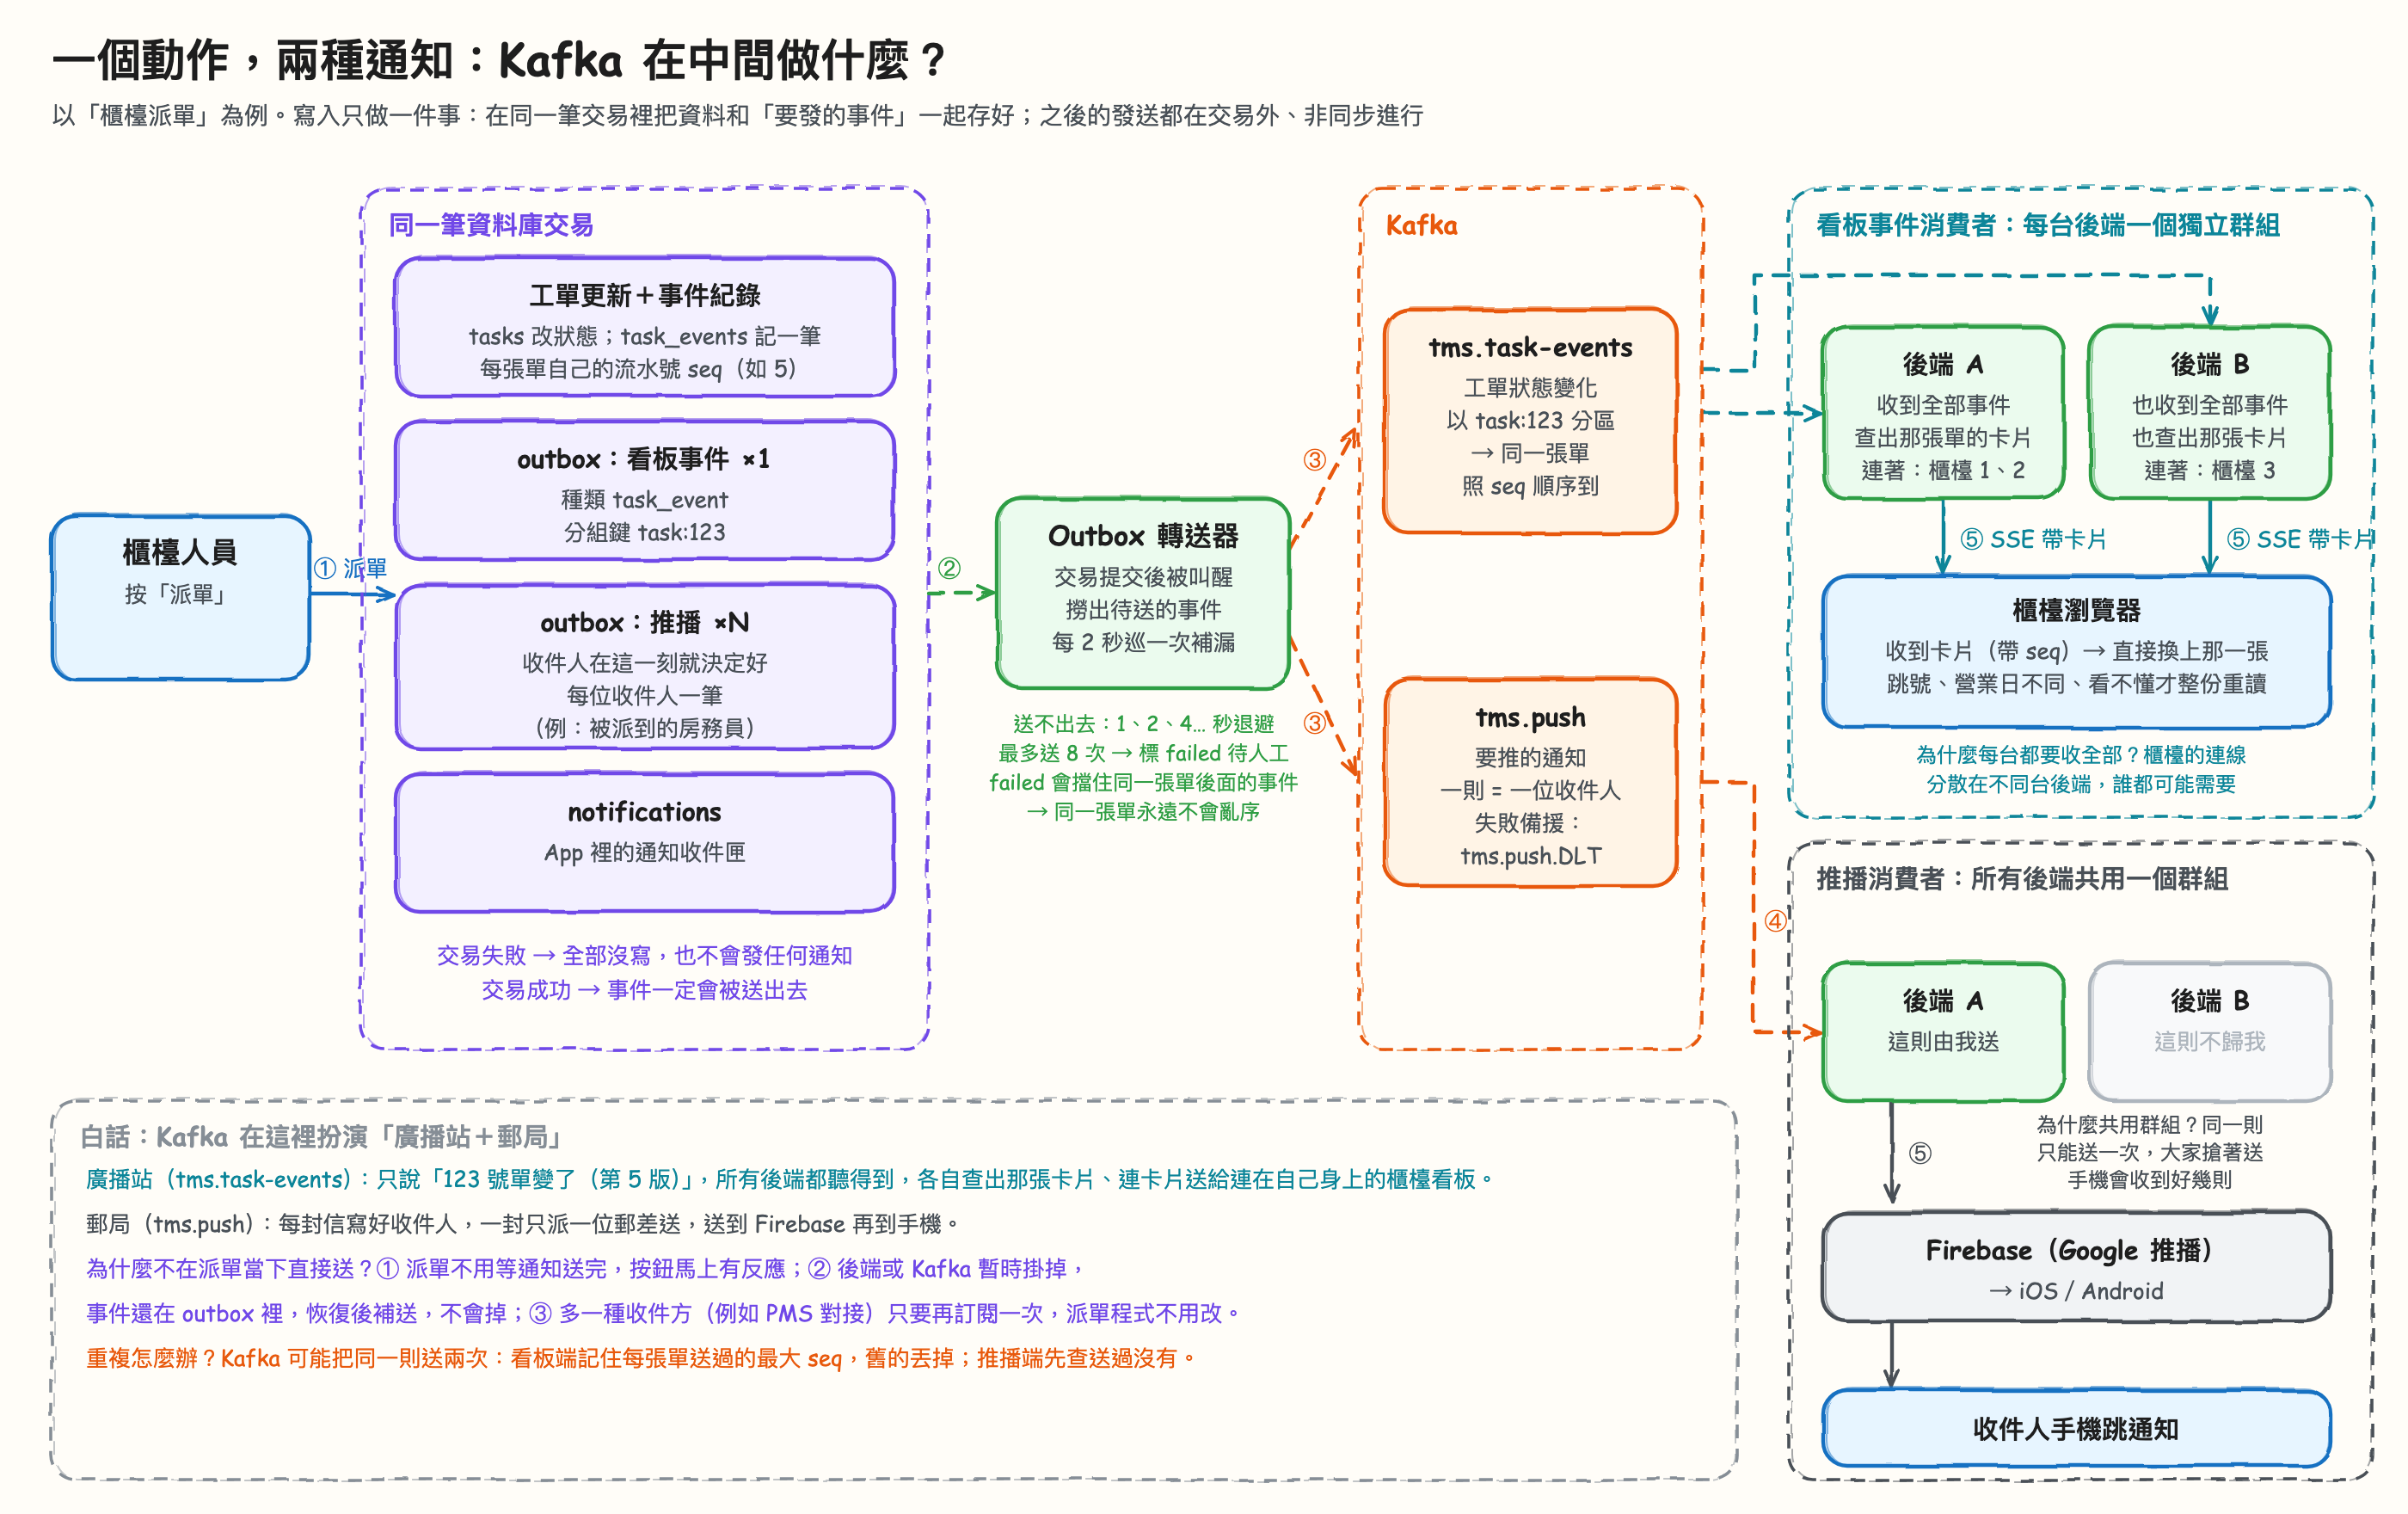 一個動作，兩種通知：Kafka 在中間做什麼？
以「櫃檯派單」為例。寫入只做一件事：在同一筆交易裡把資料和「要發的事件」一起存好；之後的發送都在交易外、非同步進行
櫃檯人員
按「派單」
① 派單
同一筆資料庫交易
工單更新＋事件紀錄
tasks 改狀態；task_events 記一筆
每張單自己的流水號 seq（如 5）
outbox：看板事件 ×1
種類 task_event
分組鍵 task:123
outbox：推播 ×N
收件人在這一刻就決定好
每位收件人一筆
（例：被派到的房務員）
notifications
App 裡的通知收件匣
交易失敗 → 全部沒寫，也不會發任何通知
交易成功 → 事件一定會被送出去
②
Outbox 轉送器
交易提交後被叫醒
撈出待送的事件
每 2 秒巡一次補漏
送不出去：1、2、4… 秒退避
最多送 8 次 → 標 failed 待人工
failed 會擋住同一張單後面的事件
→ 同一張單永遠不會亂序
③
③
Kafka
tms.task-events
工單狀態變化
以 task:123 分區
→ 同一張單
照 seq 順序到
tms.push
要推的通知
一則 = 一位收件人
失敗備援：
tms.push.DLT
看板事件消費者：每台後端一個獨立群組
後端 A
收到全部事件
查出那張單的卡片
連著：櫃檯 1、2
後端 B
也收到全部事件
也查出那張卡片
連著：櫃檯 3
⑤ SSE 帶卡片
⑤ SSE 帶卡片
櫃檯瀏覽器
收到卡片（帶 seq）→ 直接換上那一張
跳號、營業日不同、看不懂才整份重讀
為什麼每台都要收全部？櫃檯的連線
分散在不同台後端，誰都可能需要
④
推播消費者：所有後端共用一個群組
後端 A
這則由我送
後端 B
這則不歸我
為什麼共用群組？同一則
只能送一次，大家搶著送
手機會收到好幾則
⑤
Firebase（Google 推播）
→ iOS / Android
收件人手機跳通知
白話：Kafka 在這裡扮演「廣播站＋郵局」
廣播站（tms.task-events）：只說「123 號單變了（第 5 版）」，所有後端都聽得到，各自查出那張卡片、連卡片送給連在自己身上的櫃檯看板。
郵局（tms.push）：每封信寫好收件人，一封只派一位郵差送，送到 Firebase 再到手機。
為什麼不在派單當下直接送？① 派單不用等通知送完，按鈕馬上有反應；② 後端或 Kafka 暫時掛掉，
事件還在 outbox 裡，恢復後補送，不會掉；③ 多一種收件方（例如 PMS 對接）只要再訂閱一次，派單程式不用改。
重複怎麼辦？Kafka 可能把同一則送兩次：看板端記住每張單送過的最大 seq，舊的丟掉；推播端先查送過沒有。